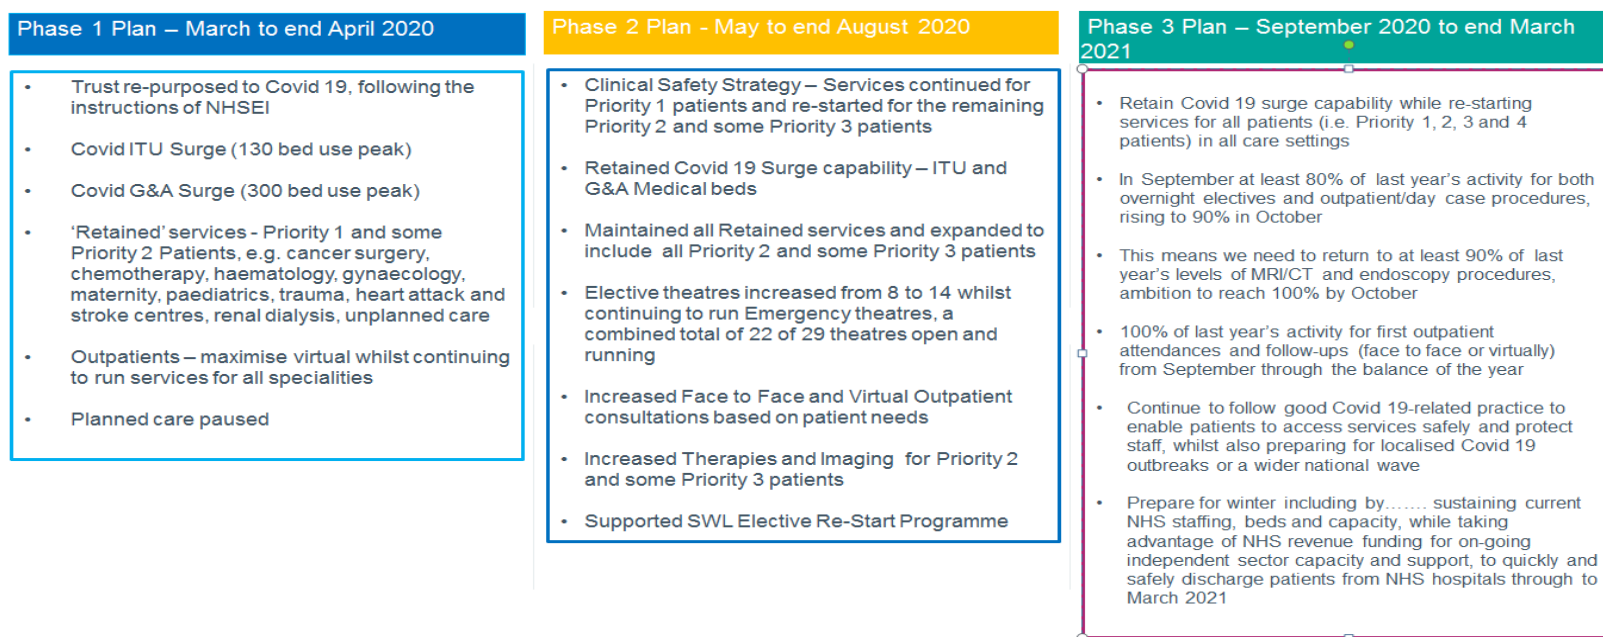 Phase 1 Plan – March to end April 2020
• Trust re-purposed to Covid 19, following the
instructions of NHSEI
• Covid ITU Surge (130 bed use peak)
• Covid G&A Surge (300 bed use peak)
• ‘Retained’ services - Priority 1 and some
Priority 2 Patients, e.g. cancer surgery,
chemotherapy, haematology, gynaecology,
maternity, paediatrics, trauma, heart attack and
stroke centres, renal dialysis, unplanned care
• Outpatients – maximise virtual whilst continuing
to run services for all specialities
• Planned care paused
Phase 2 Plan - May to end August 2020
• Clinical Safety Strategy – Services continued for
Priority 1 patients and re-started for the remaining
Priority 2 and some Priority 3 patients
• Retained Covid 19 Surge capability – ITU and
G&A Medical beds
• Maintained all Retained services and expanded to
include all Priority 2 and some Priority 3 patients
• Elective theatres increased from 8 to 14 whilst
continuing to run Emergency theatres, a
combined total of 22 of 29 theatres open and
running
• Increased Face to Face and Virtual Outpatient
consultations based on patient needs
• Increased Therapies and Imaging for Priority 2
and some Priority 3 patients
• Supported SWL Elective Re-Start Programme
Phase 3 Plan – September 2020 to end March
2021
• Retain Covid 19 surge capability while re-starting
services for all patients (i.e. Priority 1, 2, 3 and 4
patients) in all care settings
• In September at least 80% of last year’s activity for both
overnight electives and outpatient/day case procedures,
rising to 90% in October
• This means we need to return to at least 90% of last
year’s levels of MRI/CT and endoscopy procedures,
ambition to reach 100% by October
• 100% of last year’s activity for first outpatient
attendances and follow-ups (face to face or virtually)
from September through the balance of the year
• Continue to follow good Covid 19-related practice to
enable patients to access services safely and protect
staff, whilst also preparing for localised Covid 19
outbreaks or a wider national wave
• Prepare for winter including by……. sustaining current
NHS staffing, beds and capacity, while taking
advantage of NHS revenue funding for on-going
independent sector capacity and support, to quickly and
safely discharge patients from NHS hospitals through to
March 2021